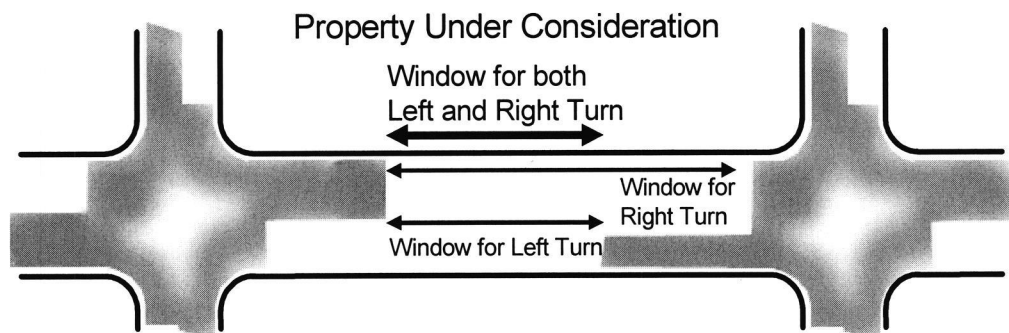 Property Under Consideration
Window for both
Left and Right Turn
Window for
Right Turn
Window for Left Turn